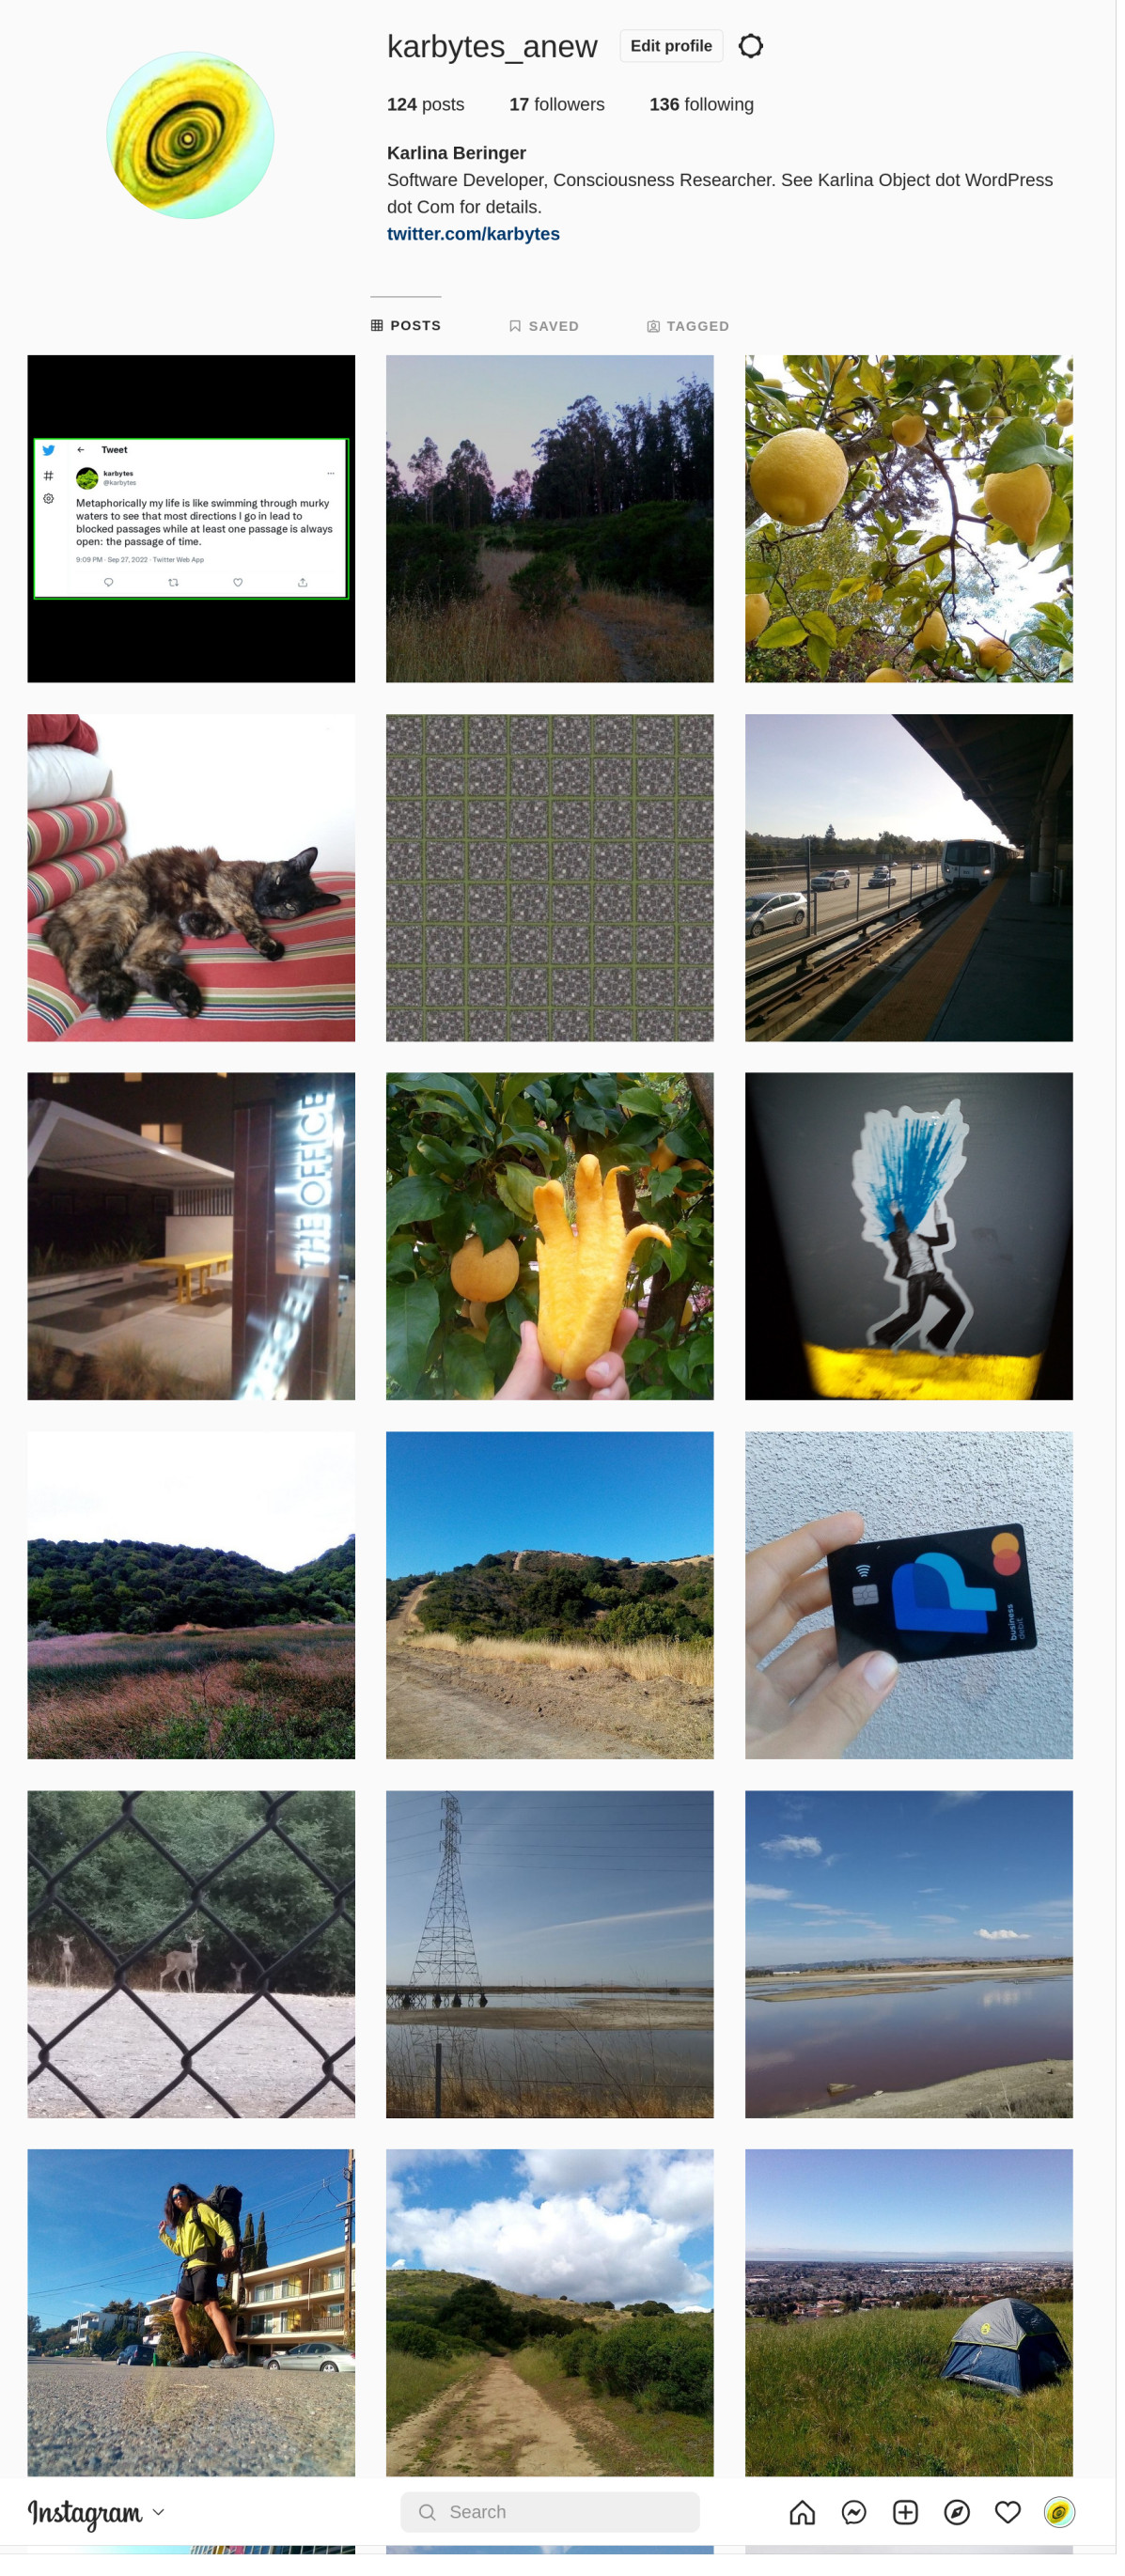 karbytes_anew Edit profile
124 posts 17 followers 136 following
Karlina Beringer
Software Developer, Consciousness Researcher. See Karlina Object dot WordPress
dot Com for details.
twitter.com/karbytes
POSTS SAVED TAGGED
Tweet
karbytes
@karbytes
Metaphorically my life is like swimming through murky
waters to see that most directions I go in lead to
blocked passages while at least one passage is always
open: the passage of time.
9:09 PM · Sep 27, 2022 · Twitter Web App
THE OFFICE
business
debit
Instagram Search